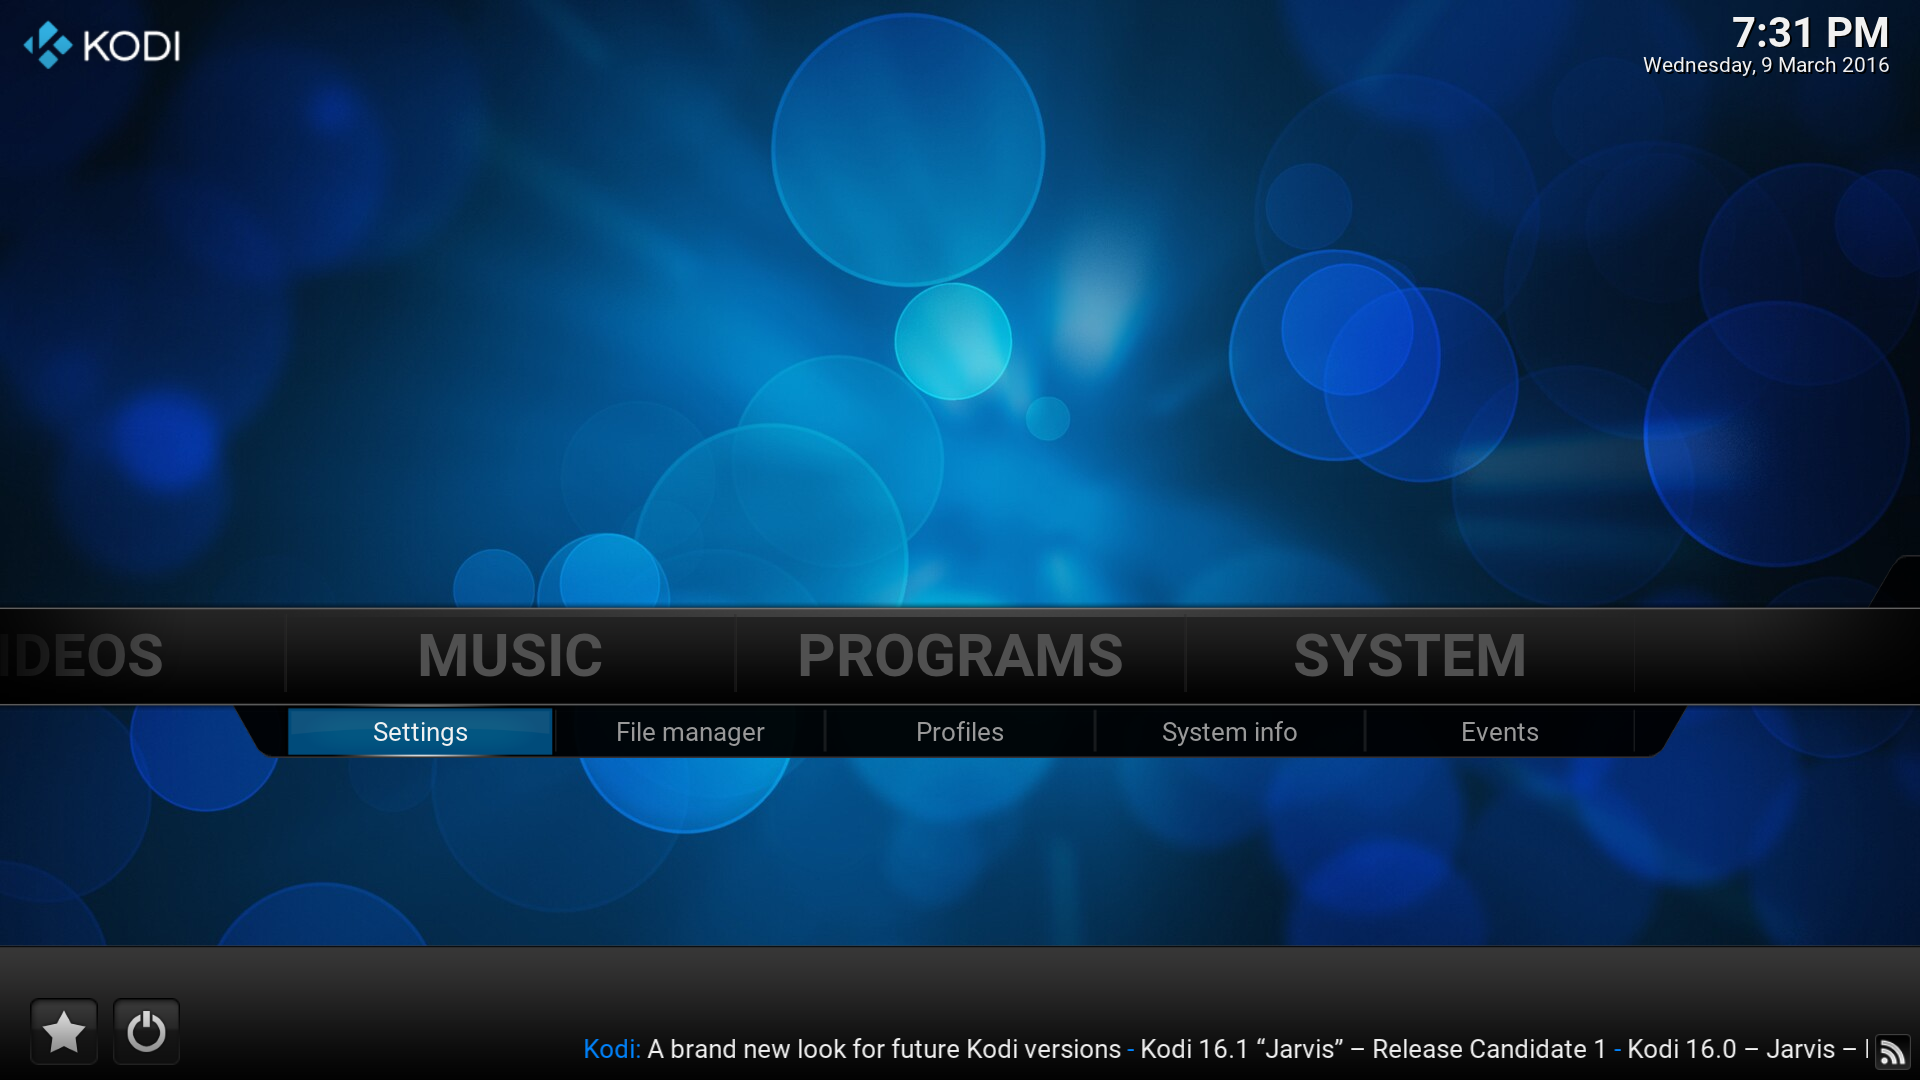 KODI
7:31 PM
Wednesday, 9 March 2016
IDEOS MUSIC PROGRAMS SYSTEM
Settings File manager Profiles System info Events
Kodi: A brand new look for future Kodi versions - Kodi 16.1 “Jarvis” – Release Candidate 1 - Kodi 16.0 – Jarvis –